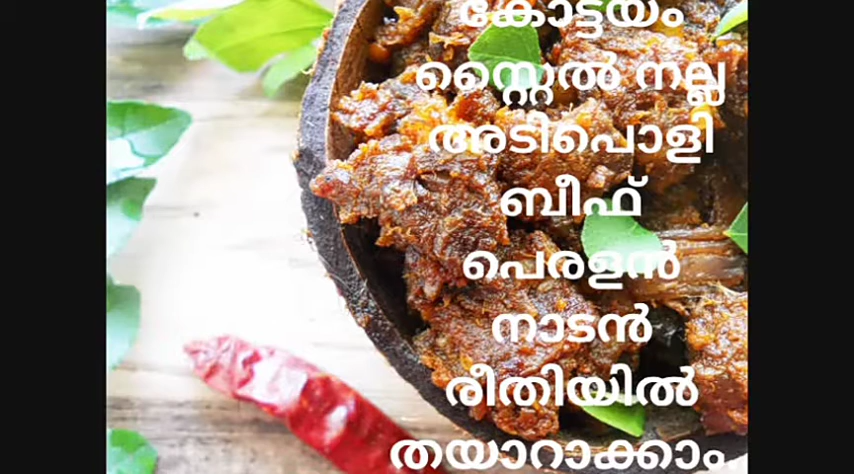 കോട്ടയം
സ്റ്റൈൽ നല്ല
അടിപൊളി
ബീഫ്
പെരളൻ
നാടൻ
രീതിയിൽ
തയാറാക്കാം